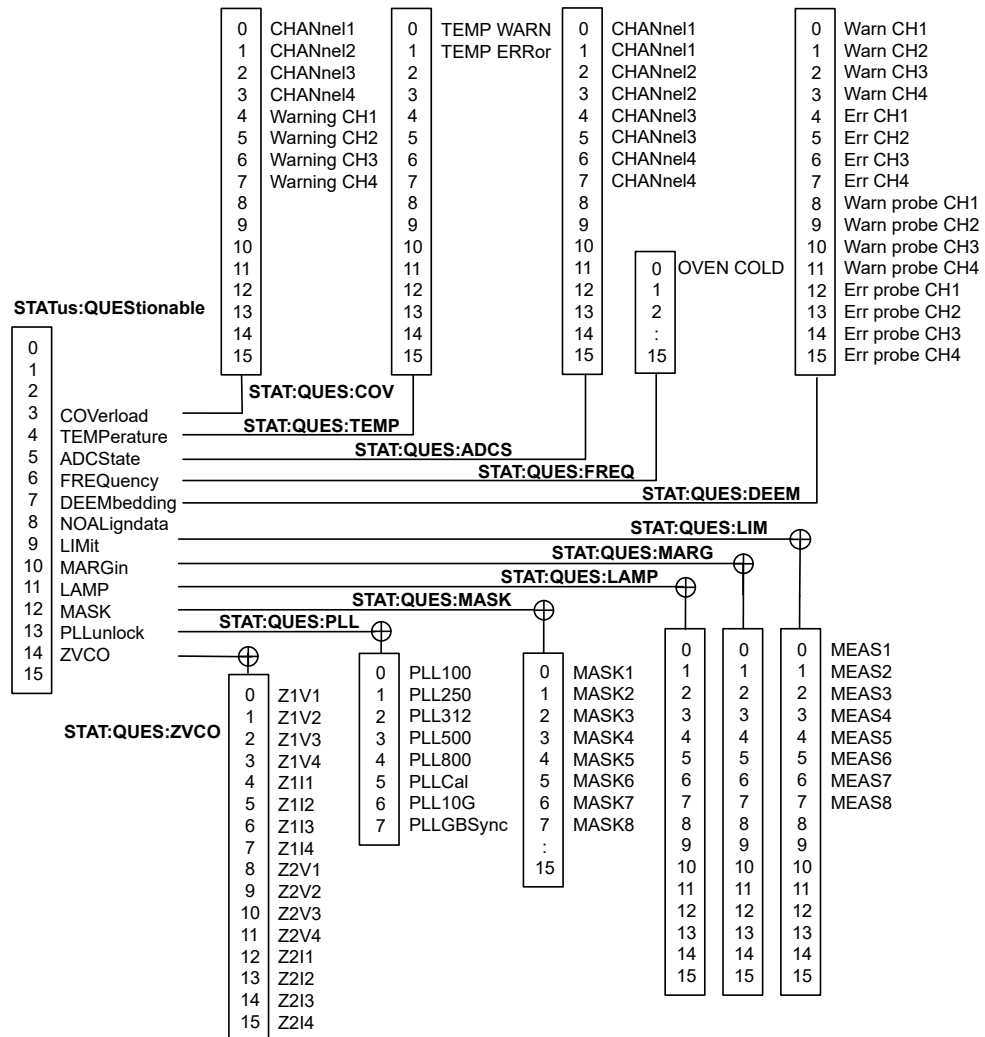 0 CHANnel1
1 CHANnel2
2 CHANnel3
3 CHANnel4
4 Warning CH1
5 Warning CH2
6 Warning CH3
7 Warning CH4
8
9
10
11
12
13
14
15
0 TEMP WARN
1 TEMP ERRor
2
3
4
5
6
7
8
9
10
11
12
13
14
15
0 CHANnel1
1 CHANnel1
2 CHANnel2
3 CHANnel2
4 CHANnel3
5 CHANnel3
6 CHANnel4
7 CHANnel4
8
9
10
11
12
13
14
15
0 OVEN COLD
1
2
:
15
0 Warn CH1
1 Warn CH2
2 Warn CH3
3 Warn CH4
4 Err CH1
5 Err CH2
6 Err CH3
7 Err CH4
8 Warn probe CH1
9 Warn probe CH2
10 Warn probe CH3
11 Warn probe CH4
12 Err probe CH1
13 Err probe CH2
14 Err probe CH3
15 Err probe CH4
STATus:QUEStionable
0
1
2
3 COVerload
4 TEMPerature
5 ADCState
6 FREQuency
7 DEEMbedding
8 NOALigndata
9 LIMit
10 MARGin
11 LAMP
12 MASK
13 PLLunlock
14 ZVCO
15
STAT:QUES:COV
STAT:QUES:TEMP
STAT:QUES:ADCS
STAT:QUES:FREQ
STAT:QUES:DEEM
STAT:QUES:LIM
STAT:QUES:MARG
STAT:QUES:LAMP
STAT:QUES:MASK
STAT:QUES:PLL
STAT:QUES:ZVCO
0 Z1V1
1 Z1V2
2 Z1V3
3 Z1V4
4 Z1I1
5 Z1I2
6 Z1I3
7 Z1I4
8 Z2V1
9 Z2V2
10 Z2V3
11 Z2V4
12 Z2I1
13 Z2I2
14 Z2I3
15 Z2I4
0 PLL100
1 PLL250
2 PLL312
3 PLL500
4 PLL800
5 PLLCal
6 PLL10G
7 PLLGBSync
0 MASK1
1 MASK2
2 MASK3
3 MASK4
4 MASK5
5 MASK6
6 MASK7
7 MASK8
:
15
0 0 0 MEAS1
1 1 1 MEAS2
2 2 2 MEAS3
3 3 3 MEAS4
4 4 4 MEAS5
5 5 5 MEAS6
6 6 6 MEAS7
7 7 7 MEAS8
8 8 8
9 9 9
10 10 10
11 11 11
12 12 12
13 13 13
14 14 14
15 15 15